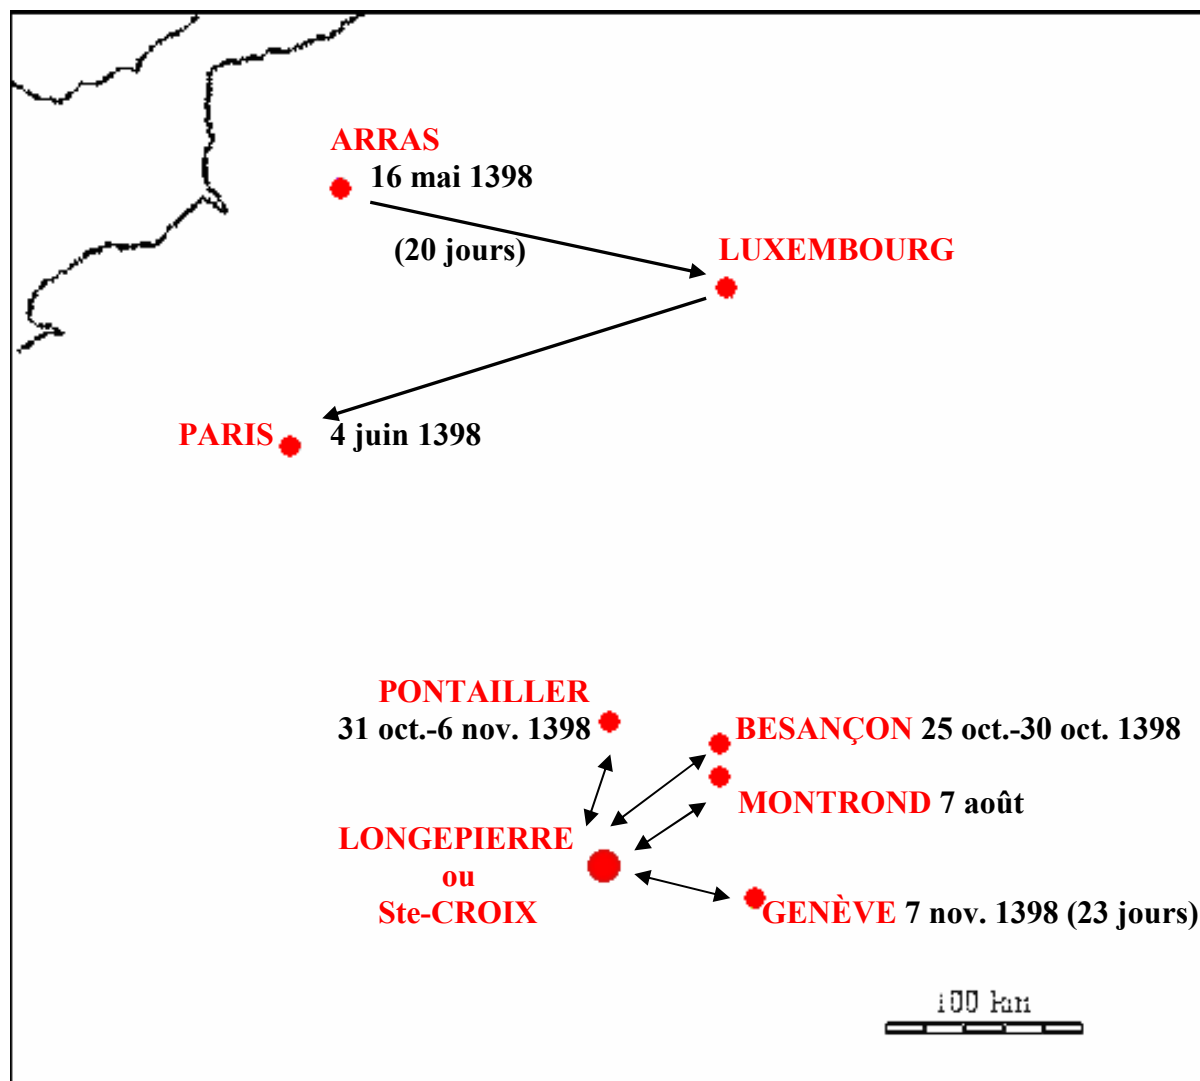 ARRAS
16 mai 1398
(20 jours)
LUXEMBOURG
PARIS
4 juin 1398
PONTAILLER
31 oct.-6 nov. 1398
BESANÇON 25 oct.-30 oct. 1398
MONTROND 7 août
LONGEPIERRE
ou
Ste-CROIX
GENÈVE 7 nov. 1398 (23 jours)
100 km